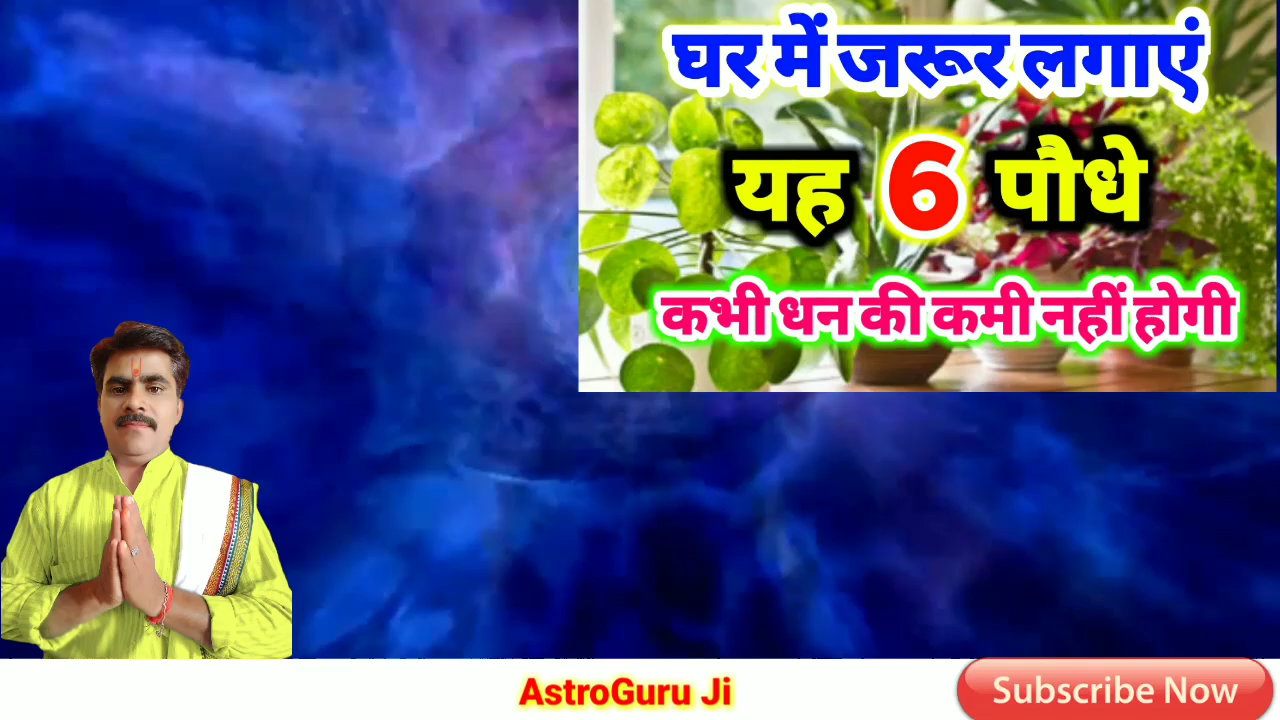 घर में जरूर लगाएं
यह 6 पौधे
कभी धन की कमी नहीं होगी
AstroGuru Ji
Subscribe Now